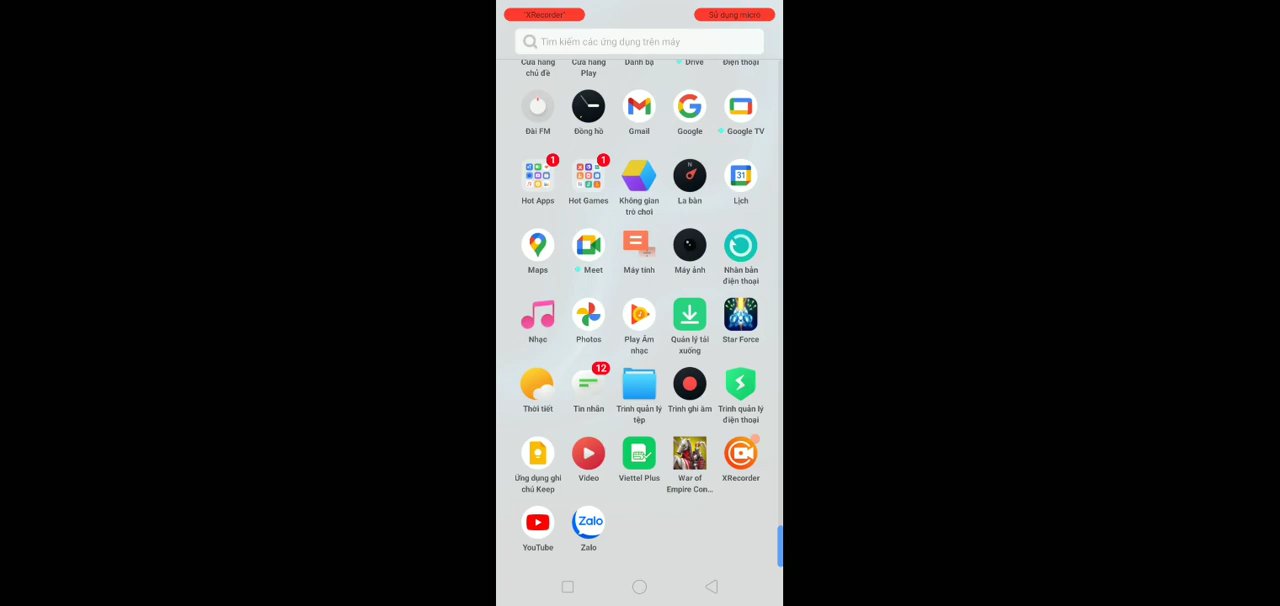 "XRecorder" Sử dụng micro
Tìm kiếm các ứng dụng trên máy
Cửa hàng Cửa hàng Danh bạ Drive Điện thoại
chủ đề Play
Đài FM Đồng hồ Gmail Google Google TV
1 1 N 31
Hot Apps Hot Games Không gian La bàn Lịch
trò chơi
Maps Meet Máy tính Máy ảnh Nhân bản
điện thoại
Nhạc Photos Play Âm Quản lý tải Star Force
nhạc xuống
12
Thời tiết Tin nhắn Trình quản lý Trình ghi âm Trình quản lý
tệp điện thoại
Ứng dụng ghi Video Viettel Plus War of XRecorder
chú Keep Empire Con...
Zalo
YouTube Zalo